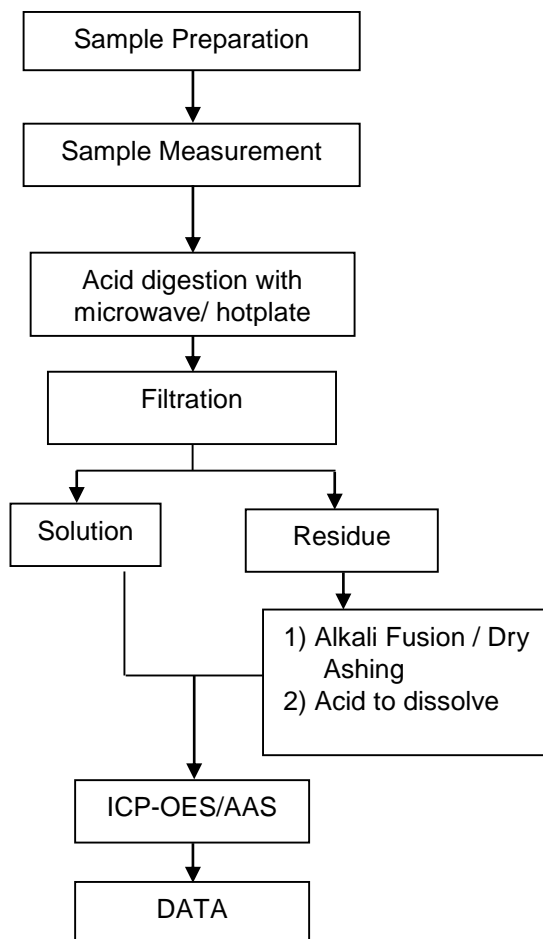 Sample Preparation
Sample Measurement
Acid digestion with
microwave/ hotplate
Filtration
Solution
Residue
1) Alkali Fusion / Dry
Ashing
2) Acid to dissolve
ICP-OES/AAS
DATA